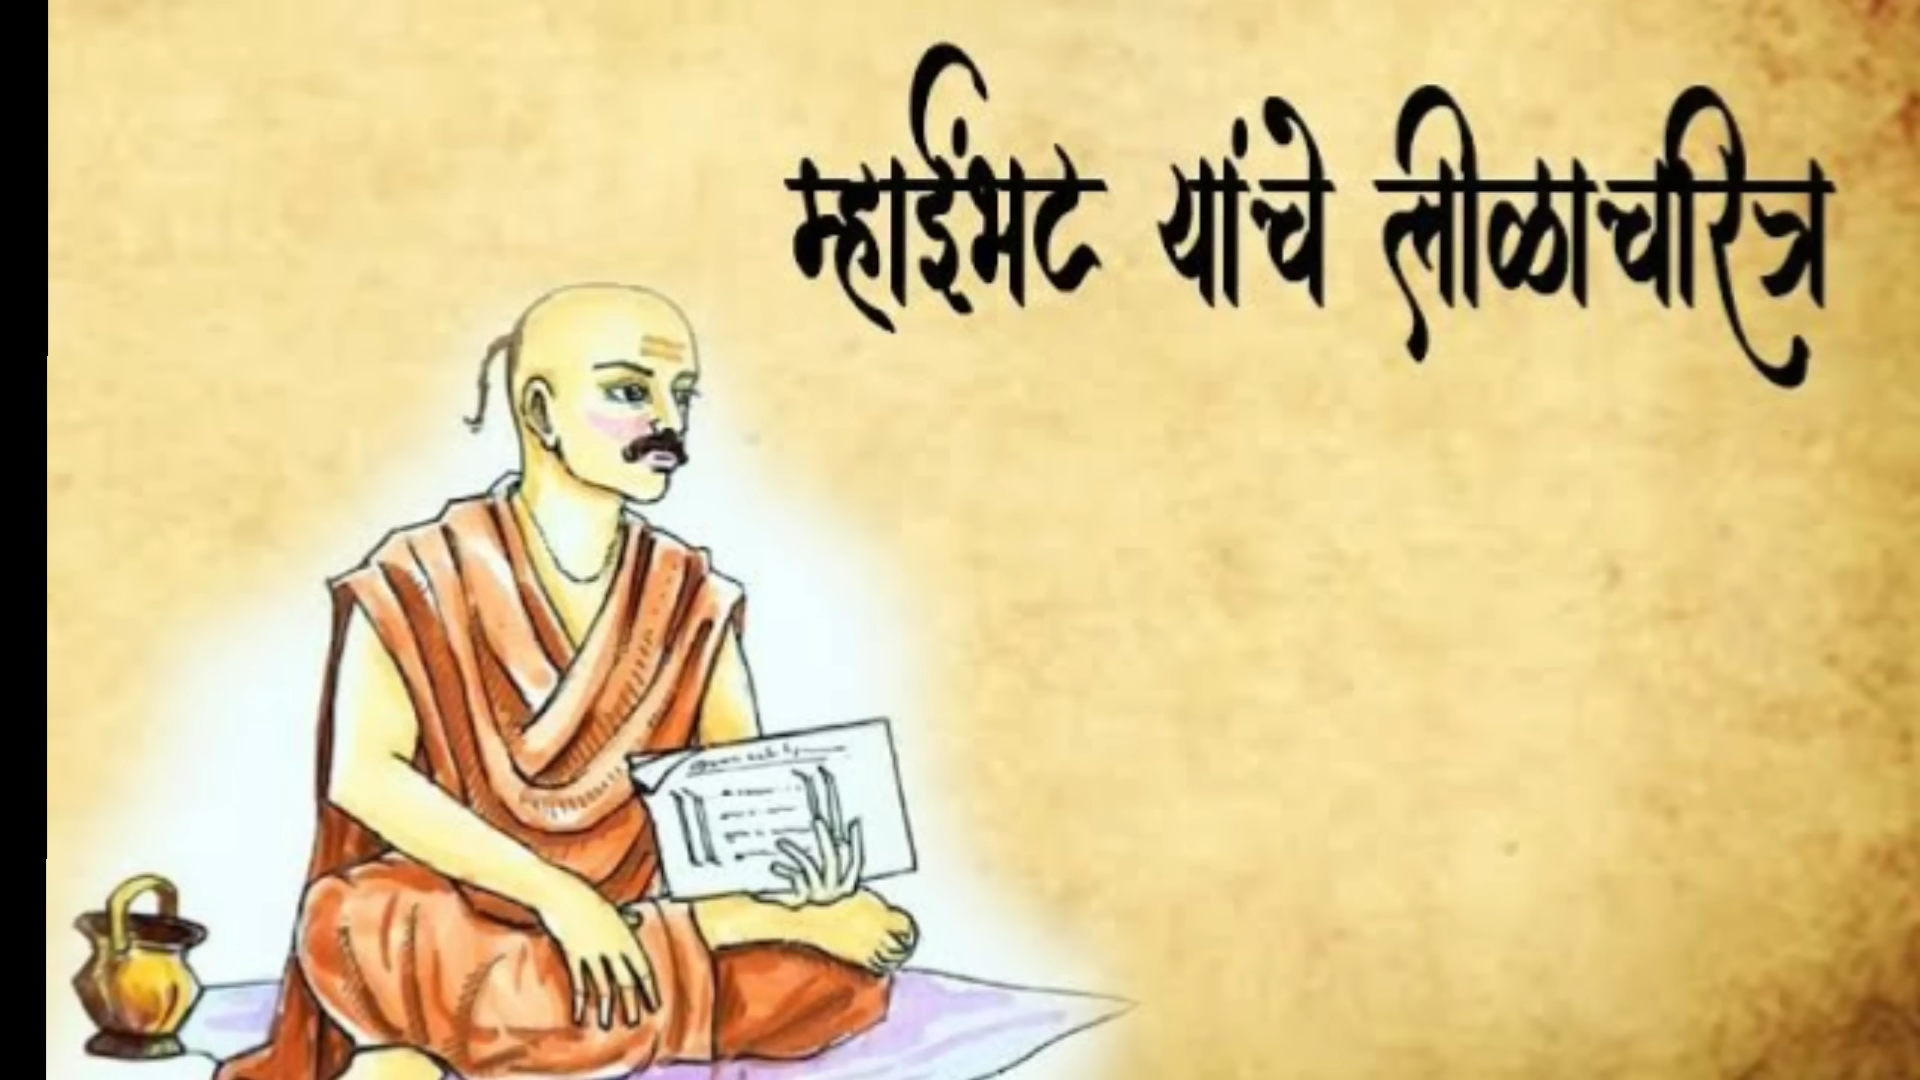 म्हाईंभट यांचे लीळाचरित्र